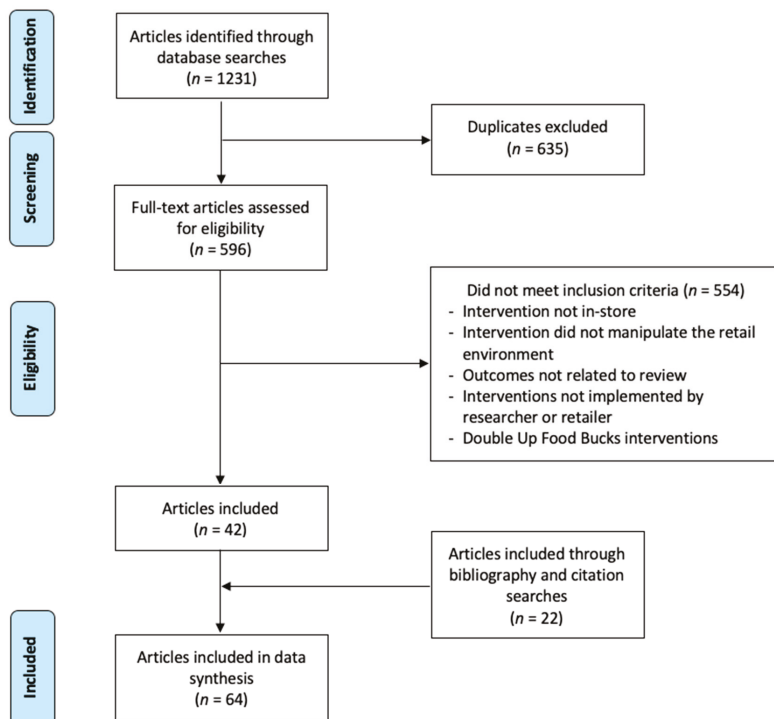 Identification
Articles identified through
database searches
(n = 1231)
Duplicates excluded
(n = 635)
Screening
Full-text articles assessed
for eligibility
(n = 596)
Eligibility
Did not meet inclusion criteria (n = 554)
- Intervention not in-store
- Intervention did not manipulate the retail
environment
- Outcomes not related to review
- Interventions not implemented by
researcher or retailer
- Double Up Food Bucks interventions
Articles included
(n = 42)
Articles included through
bibliography and citation
searches
(n = 22)
Included
Articles included in data
synthesis
(n = 64)